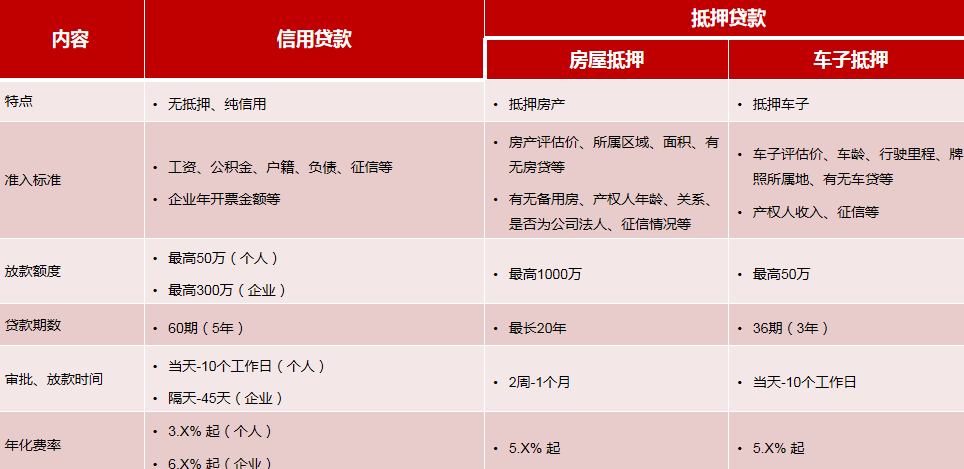 内容
信用贷款
抵押贷款
房屋抵押
车子抵押
特点
• 无抵押、纯信用
• 抵押房产
• 抵押车子
准入标准
• 工资、公积金、户籍、负债、征信等
• 企业年开票金额等
• 房产评估价、所属区域、面积、有
无房贷等
• 有无备用房、产权人年龄、关系、
是否为公司法人、征信情况等
• 车子评估价、车龄、行驶里程、牌
照所属地、有无车贷等
• 产权人收入、征信等
放款额度
• 最高50万（个人）
• 最高300万（企业）
• 最高1000万
• 最高50万
贷款期数
• 60期（5年）
• 最长20年
• 36期（3年）
审批、放款时间
• 当天-10个工作日（个人）
• 隔天-45天（企业）
• 2周-1个月
• 当天-10个工作日
年化费率
• 3.X% 起（个人）
• 6.X% 起（企业）
• 5.X% 起
• 5.X% 起